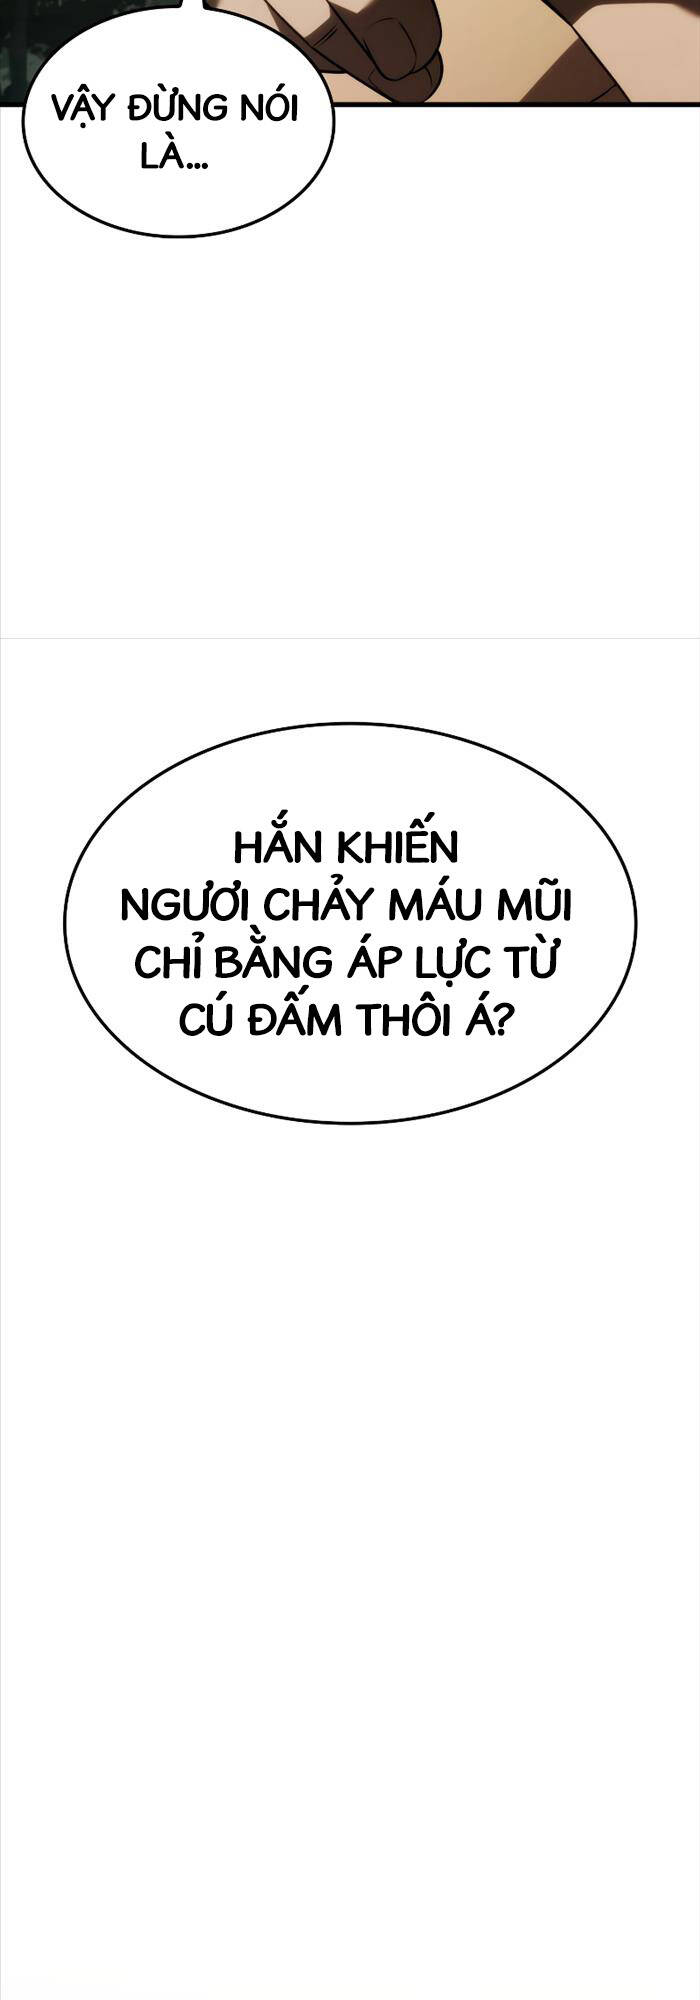 VẬY ĐỪNG NÓI
LÀ...
HẮN KHIẾN
NGƯƠI CHẢY MÁU MŨI
CHỈ BẰNG ÁP LỰC TỪ
CÚ ĐẤM THÔI Á?